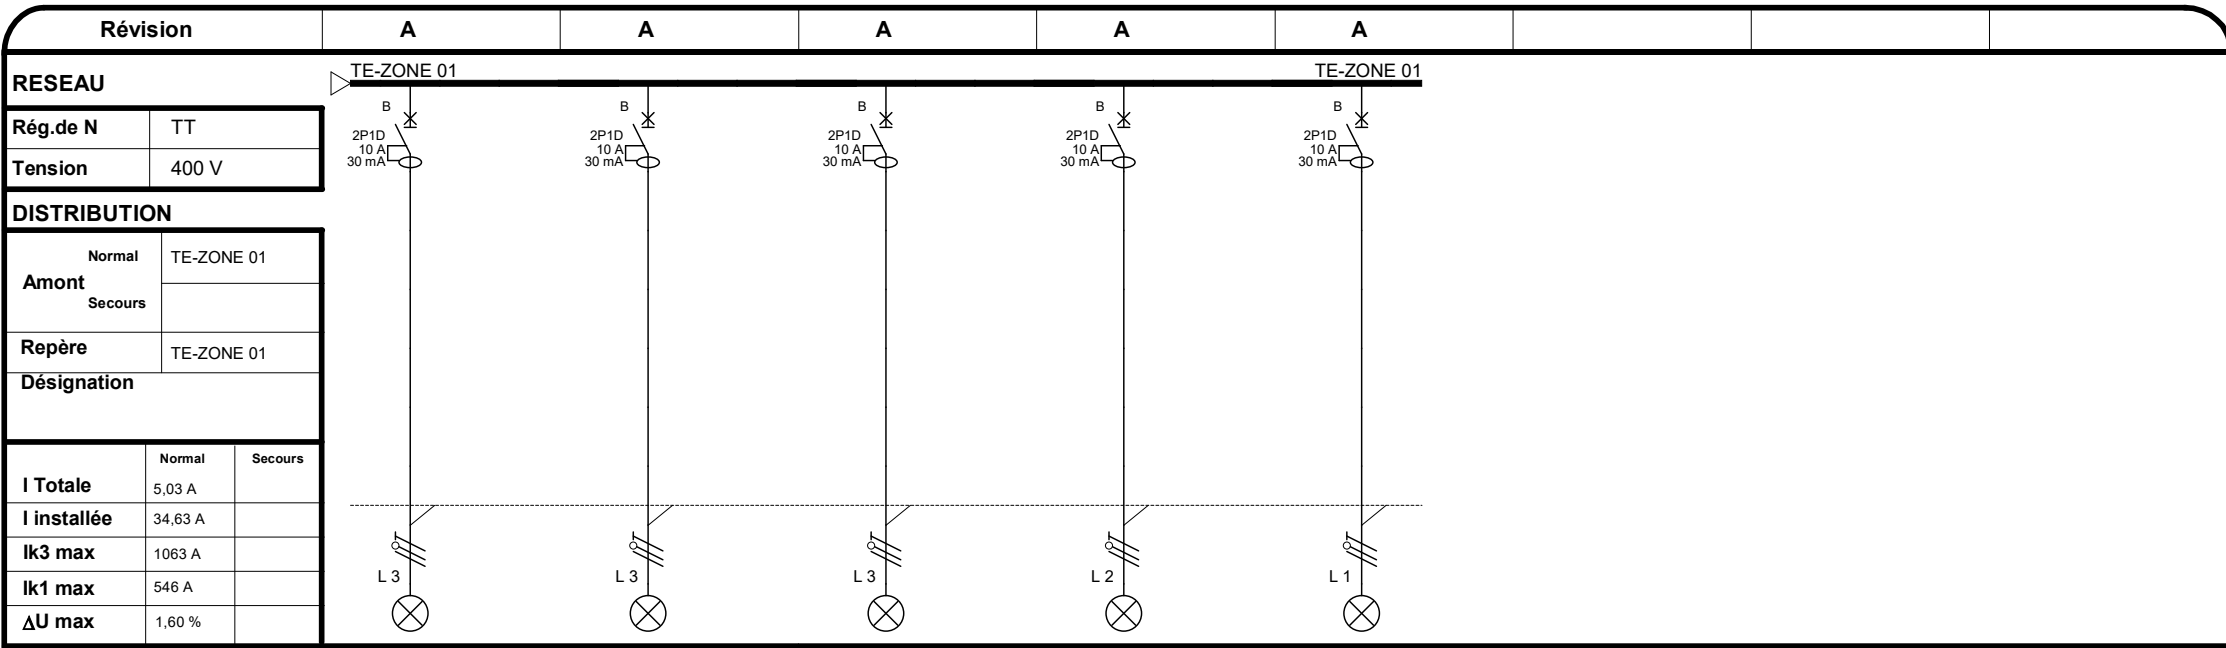 Révision A A A A A
RESEAU
TE-ZONE 01 TE-ZONE 01
Rég.de N TT
Tension 400 V
B B B B B
2P1D 2P1D 2P1D 2P1D 2P1D
10 A 10 A 10 A 10 A 10 A
30 mA 30 mA 30 mA 30 mA 30 mA
DISTRIBUTION
Normal TE-ZONE 01
Amont
Secours
Repère TE-ZONE 01
Désignation
Normal Secours
I Totale 5,03 A
I installée 34,63 A
Ik3 max 1063 A
Ik1 max 546 A
ΔU max 1,60 %
L 3 L 3 L 3 L 2 L 1